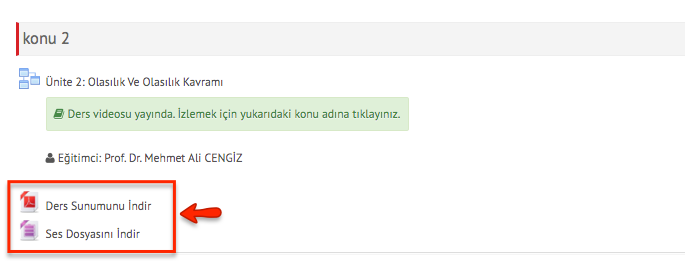 konu 2
Ünite 2: Olasılık Ve Olasılık Kavramı
Ders videosu yayında. İzlemek için yukarıdaki konu adına tıklayınız.
Eğitimci: Prof. Dr. Mehmet Ali CENGİZ
Ders Sunumunu İndir
Ses Dosyasını İndir